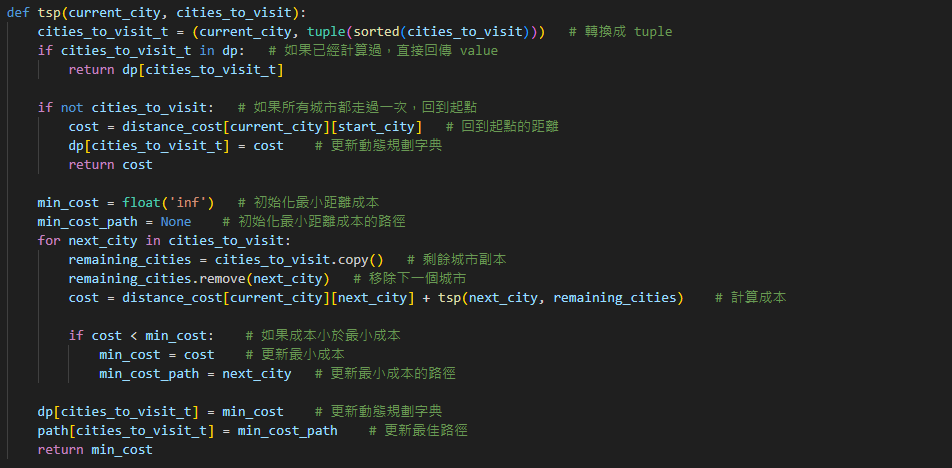 def tsp(current_city, cities_to_visit):
    cities_to_visit_t = (current_city, tuple(sorted(cities_to_visit)))   # 轉換成 tuple
    if cities_to_visit_t in dp:   # 如果已經計算過，直接回傳 value
        return dp[cities_to_visit_t]

    if not cities_to_visit:   # 如果所有城市都走過一次，回到起點
        cost = distance_cost[current_city][start_city]   # 回到起點的距離
        dp[cities_to_visit_t] = cost    # 更新動態規劃字典
        return cost

    min_cost = float('inf')   # 初始化最小距離成本
    min_cost_path = None    # 初始化最小距離成本的路徑
    for next_city in cities_to_visit:
        remaining_cities = cities_to_visit.copy()   # 剩餘城市副本
        remaining_cities.remove(next_city)   # 移除下一個城市
        cost = distance_cost[current_city][next_city] + tsp(next_city, remaining_cities)    # 計算成本

        if cost < min_cost:    # 如果成本小於最小成本
            min_cost = cost    # 更新最小成本
            min_cost_path = next_city   # 更新最小成本的路徑

    dp[cities_to_visit_t] = min_cost    # 更新動態規劃字典
    path[cities_to_visit_t] = min_cost_path    # 更新最佳路徑
    return min_cost